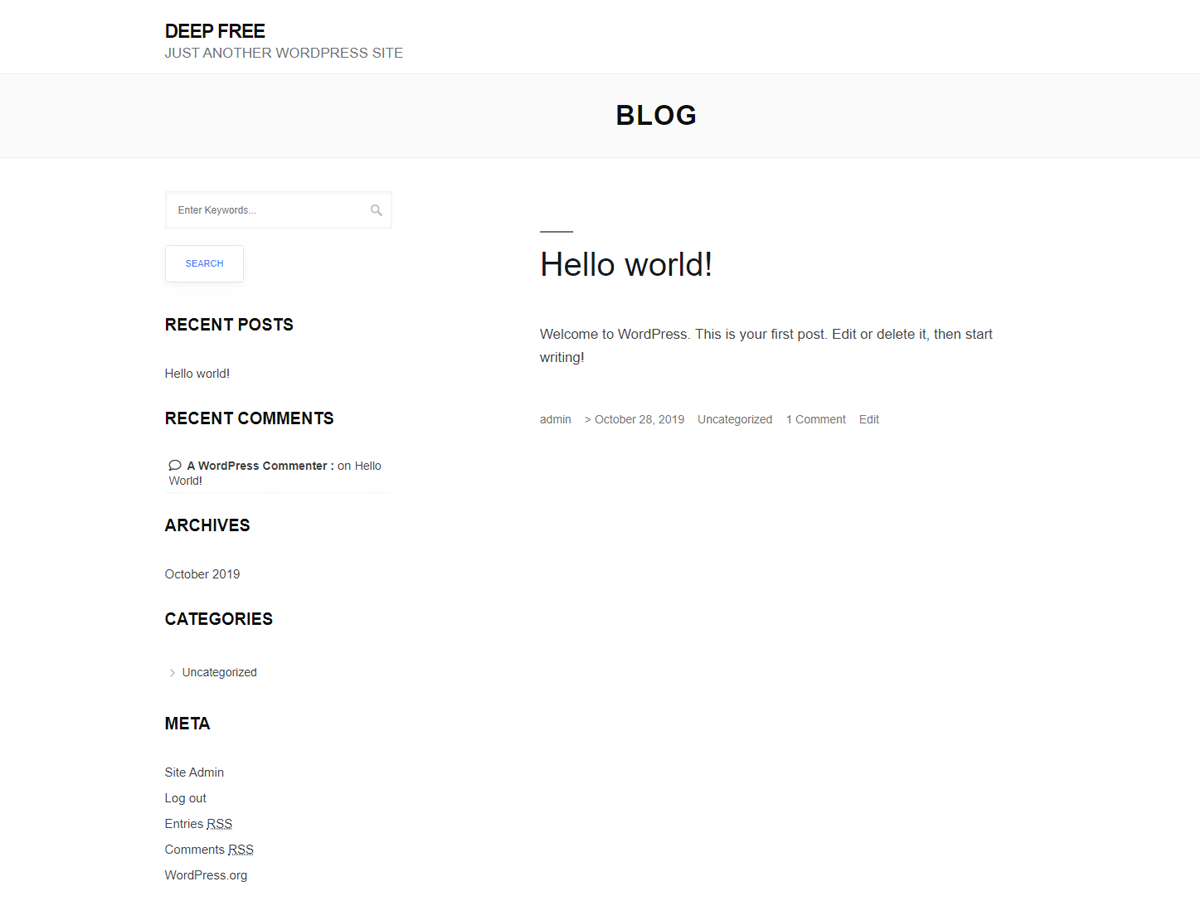 DEEP FREE
JUST ANOTHER WORDPRESS SITE
BLOG
Enter Keywords...
SEARCH
RECENT POSTS
Hello world!
RECENT COMMENTS
A WordPress Commenter : on Hello
World!
ARCHIVES
October 2019
CATEGORIES
Uncategorized
META
Site Admin
Log out
Entries RSS
Comments RSS
WordPress.org
Hello world!
Welcome to WordPress. This is your first post. Edit or delete it, then start
writing!
admin > October 28, 2019 Uncategorized 1 Comment Edit